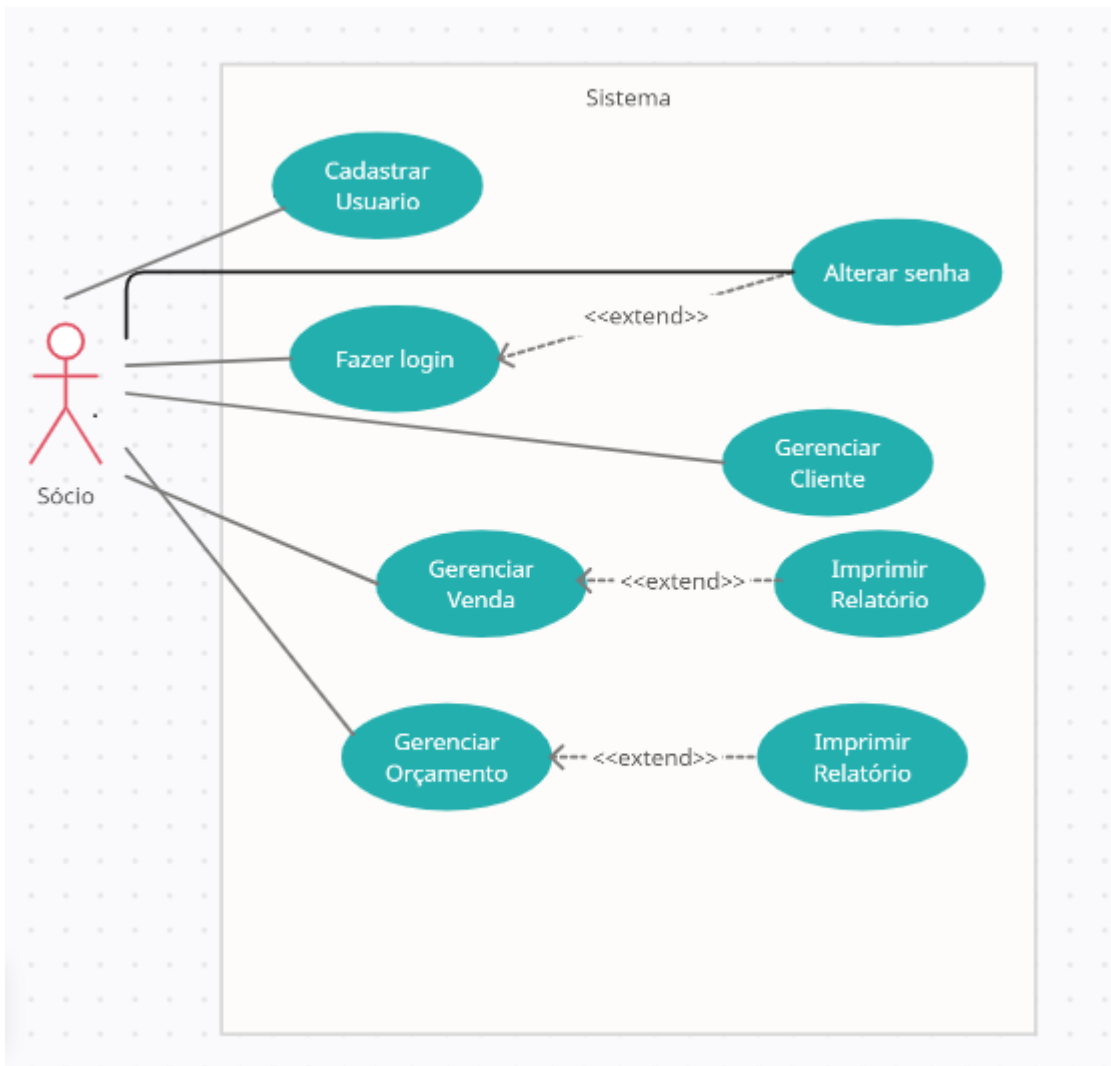 Sistema
Cadastrar
Usuario
Alterar senha
<<extend>>
Fazer login
Gerenciar
Cliente
Sócio
Gerenciar
Venda
<<extend>>
Imprimir
Relatório
Gerenciar
Orçamento
<<extend>>
Imprimir
Relatório